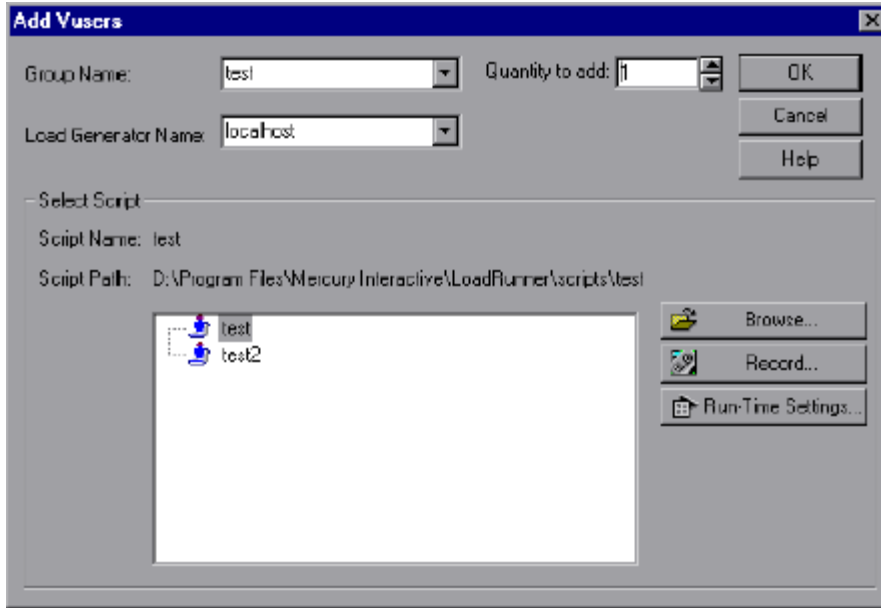 Add Vusers
Group Name: test Quantity to add: 1 OK
Load Generator Name: localhost Cancel
Help
Select Script
Script Name: test
Script Path: D:\Program Files\Mercury Interactive\LoadRunner\scripts\test
test
test2
Browse...
Record...
Run-Time Settings...